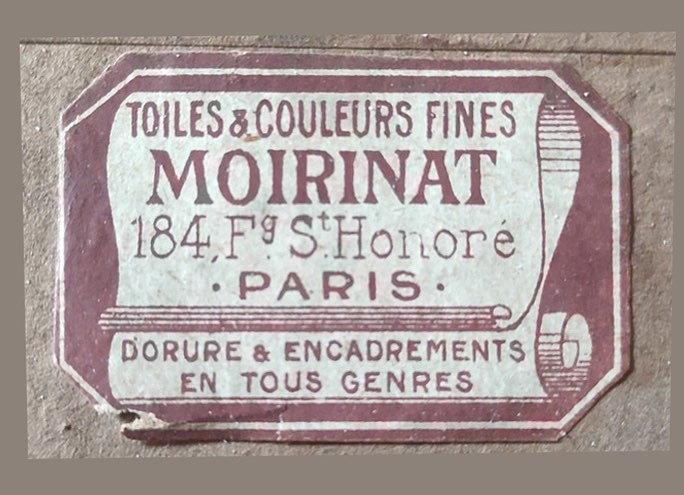 TOILES & COULEURS FINES
MOIRINAT
184, Fg St. Honoré
· PARIS ·
DORURE & ENCADREMENTS
EN TOUS GENRES